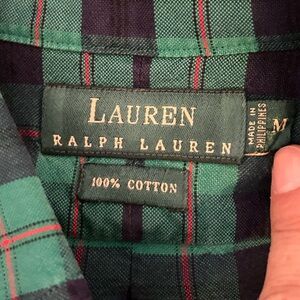 LAUREN
RALPH LAUREN
MADE IN
PHILIPPINES
M
100% COTTON